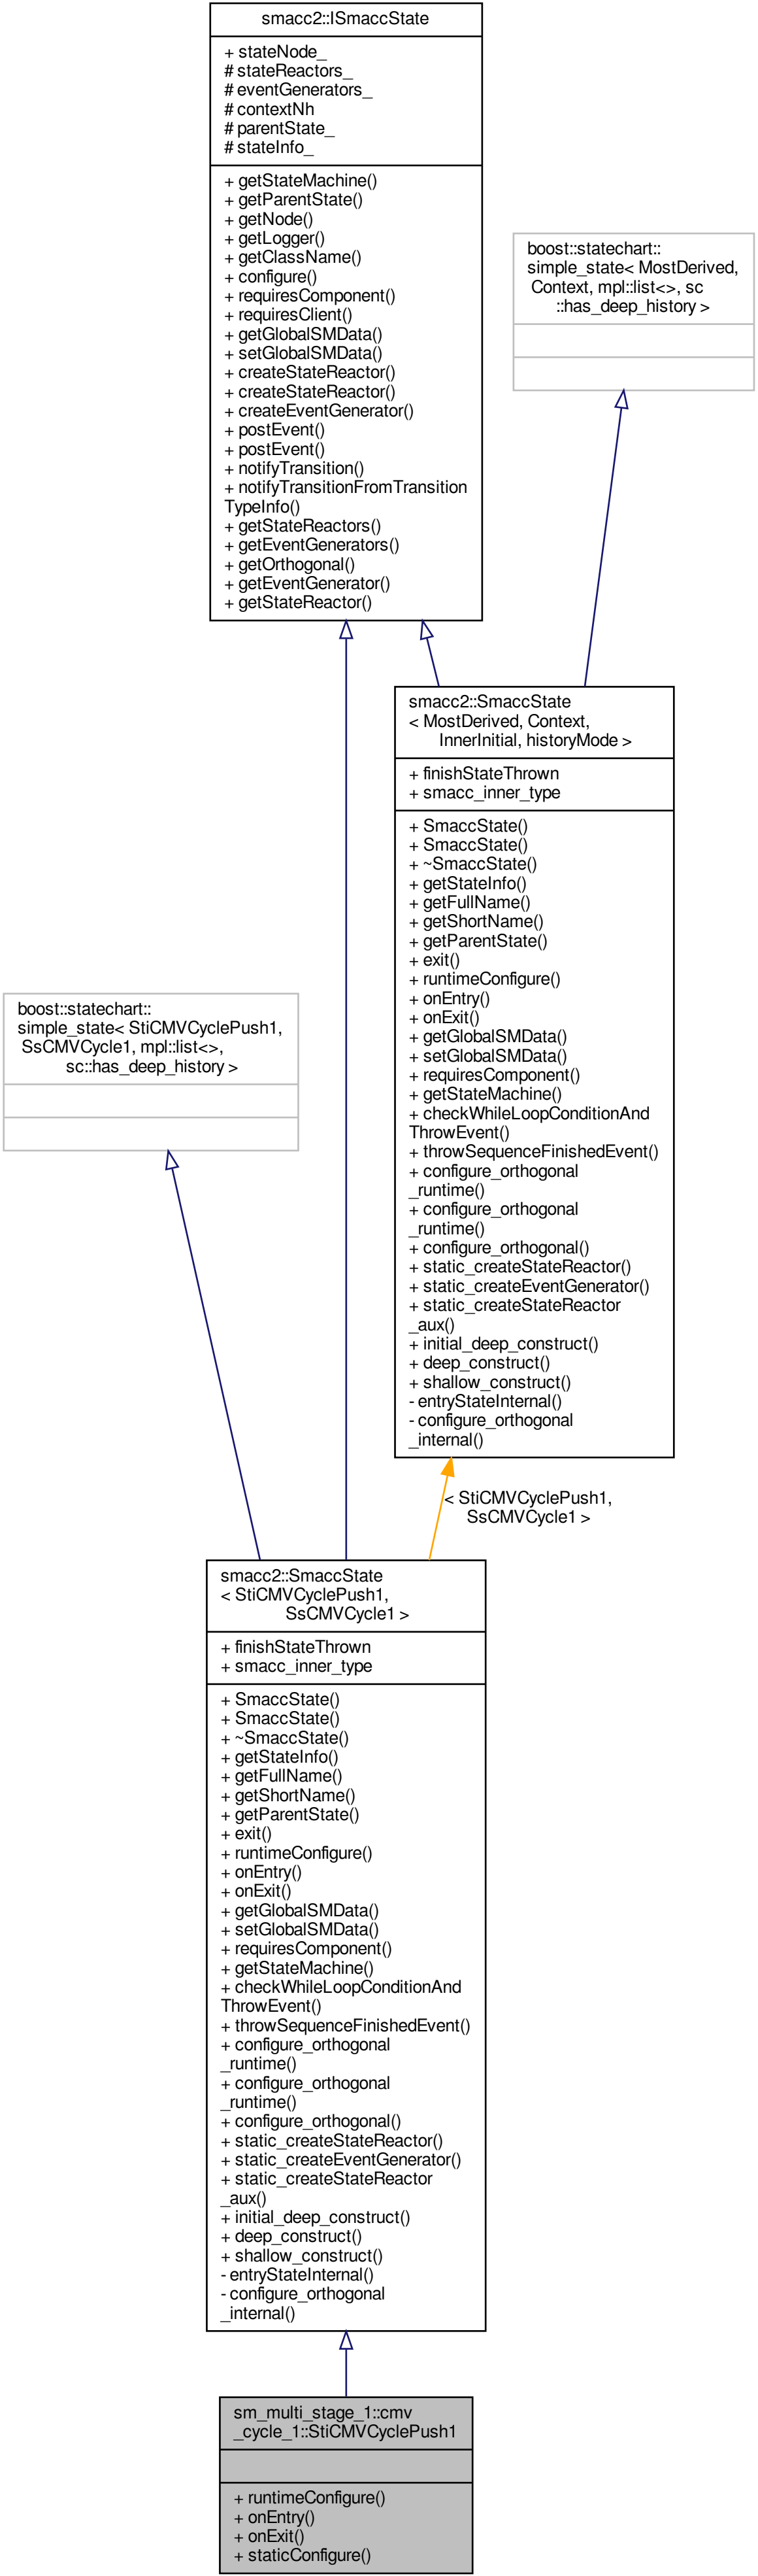 smacc2::ISmaccState
+ stateNode_
# stateReactors_
# eventGenerators_
# contextNh
# parentState_
# stateInfo_
+ getStateMachine()
+ getParentState()
+ getNode()
+ getLogger()
+ getClassName()
+ configure()
+ requiresComponent()
+ requiresClient()
+ getGlobalSMData()
+ setGlobalSMData()
+ createStateReactor()
+ createStateReactor()
+ createEventGenerator()
+ postEvent()
+ postEvent()
+ notifyTransition()
+ notifyTransitionFromTransition
TypeInfo()
+ getStateReactors()
+ getEventGenerators()
+ getOrthogonal()
+ getEventGenerator()
+ getStateReactor()
boost::statechart::
simple_state< MostDerived,
Context, mpl::list<>, sc
::has_deep_history >
smacc2::SmaccState
< MostDerived, Context,
InnerInitial, historyMode >
+ finishStateThrown
+ smacc_inner_type
+ SmaccState()
+ SmaccState()
+ ~SmaccState()
+ getStateInfo()
+ getFullName()
+ getShortName()
+ getParentState()
+ exit()
+ runtimeConfigure()
+ onEntry()
+ onExit()
+ getGlobalSMData()
+ setGlobalSMData()
+ requiresComponent()
+ getStateMachine()
+ checkWhileLoopConditionAnd
ThrowEvent()
+ throwSequenceFinishedEvent()
+ configure_orthogonal
_runtime()
+ configure_orthogonal
_runtime()
+ configure_orthogonal()
+ static_createStateReactor()
+ static_createEventGenerator()
+ static_createStateReactor
_aux()
+ initial_deep_construct()
+ deep_construct()
+ shallow_construct()
- entryStateInternal()
- configure_orthogonal
_internal()
boost::statechart::
simple_state< StiCMVCyclePush1,
SsCMVCycle1, mpl::list<>,
sc::has_deep_history >
< StiCMVCyclePush1,
SsCMVCycle1 >
smacc2::SmaccState
< StiCMVCyclePush1,
SsCMVCycle1 >
+ finishStateThrown
+ smacc_inner_type
+ SmaccState()
+ SmaccState()
+ ~SmaccState()
+ getStateInfo()
+ getFullName()
+ getShortName()
+ getParentState()
+ exit()
+ runtimeConfigure()
+ onEntry()
+ onExit()
+ getGlobalSMData()
+ setGlobalSMData()
+ requiresComponent()
+ getStateMachine()
+ checkWhileLoopConditionAnd
ThrowEvent()
+ throwSequenceFinishedEvent()
+ configure_orthogonal
_runtime()
+ configure_orthogonal
_runtime()
+ configure_orthogonal()
+ static_createStateReactor()
+ static_createEventGenerator()
+ static_createStateReactor
_aux()
+ initial_deep_construct()
+ deep_construct()
+ shallow_construct()
- entryStateInternal()
- configure_orthogonal
_internal()
sm_multi_stage_1::cmv
_cycle_1::StiCMVCyclePush1
+ runtimeConfigure()
+ onEntry()
+ onExit()
+ staticConfigure()